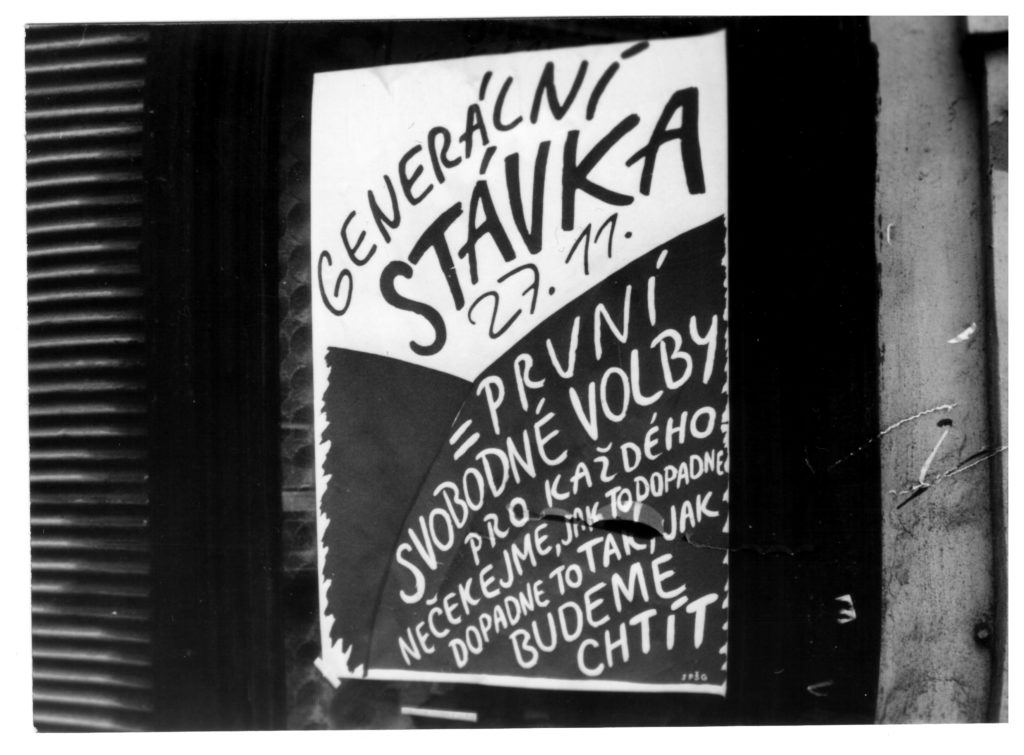 GENERÁLNÍ
STÁVKA
27. 11.
= PRVNÍ
SVOBODNÉ VOLBY
PRO KAŽDÉHO
NEČEKEJME, JAK TO DOPADNE
DOPADNE TO TAK, JAK
BUDEME
CHTÍT